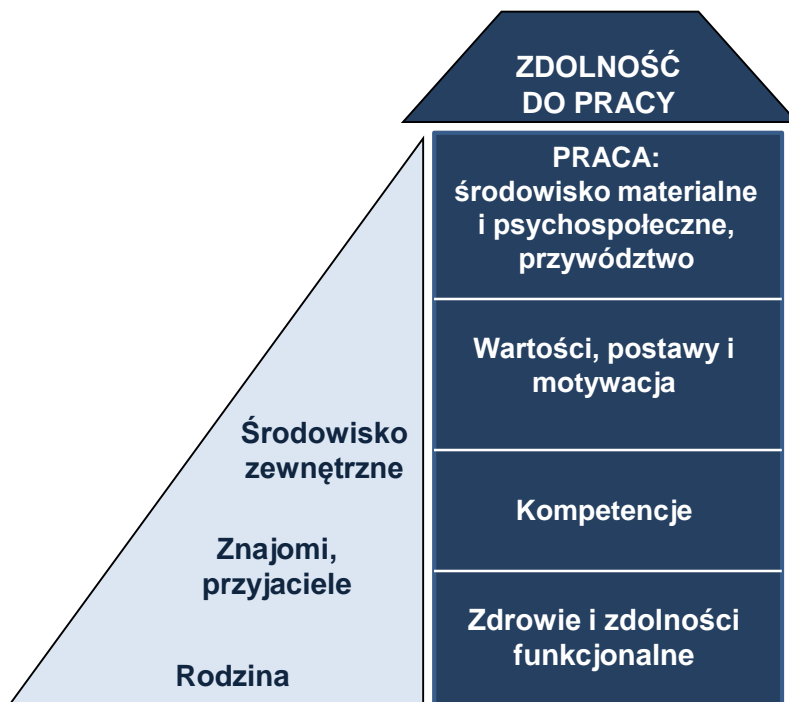 ZDOLNOŚĆ
DO PRACY
PRACA:
środowisko materialne
i psychospołeczne,
przywództwo
Wartości, postawy i
motywacja
Środowisko
zewnętrzne
Kompetencje
Znajomi,
przyjaciele
Zdrowie i zdolności
funkcjonalne
Rodzina